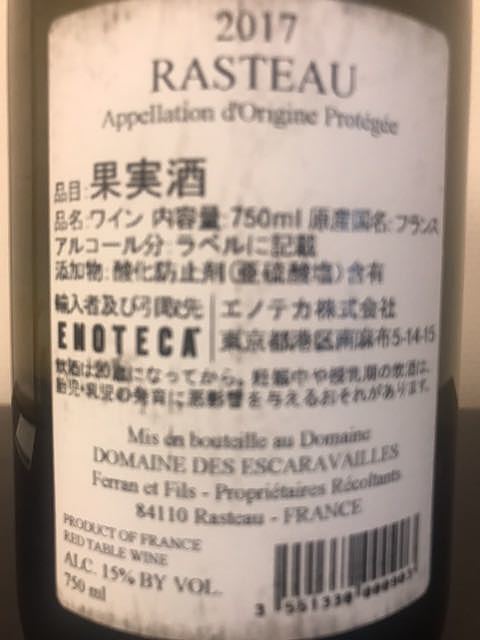 2017
RASTEAU
Appellation d'Origine Protégée
品目:果実酒
品名:ワイン 内容量:750ml 原産国名:フランス
アルコール分:ラベルに記載
添加物:酸化防止剤(亜硫酸塩)含有
輸入者及び引取先 エノテカ株式会社
ENOTECA 東京都港区南麻布5-14-15
飲酒は20歳になってから。妊娠中や授乳期の飲酒は、
胎児・乳児の発育に悪影響を与えるおそれがあります。
Mis en bouteille au Domaine
DOMAINE DES ESCARAVAILLES
Ferran et Fils - Propriétaires Récoltants
84110 Rasteau - FRANCE
PRODUCT OF FRANCE
RED TABLE WINE
ALC. 15% BY VOL.
750 ml